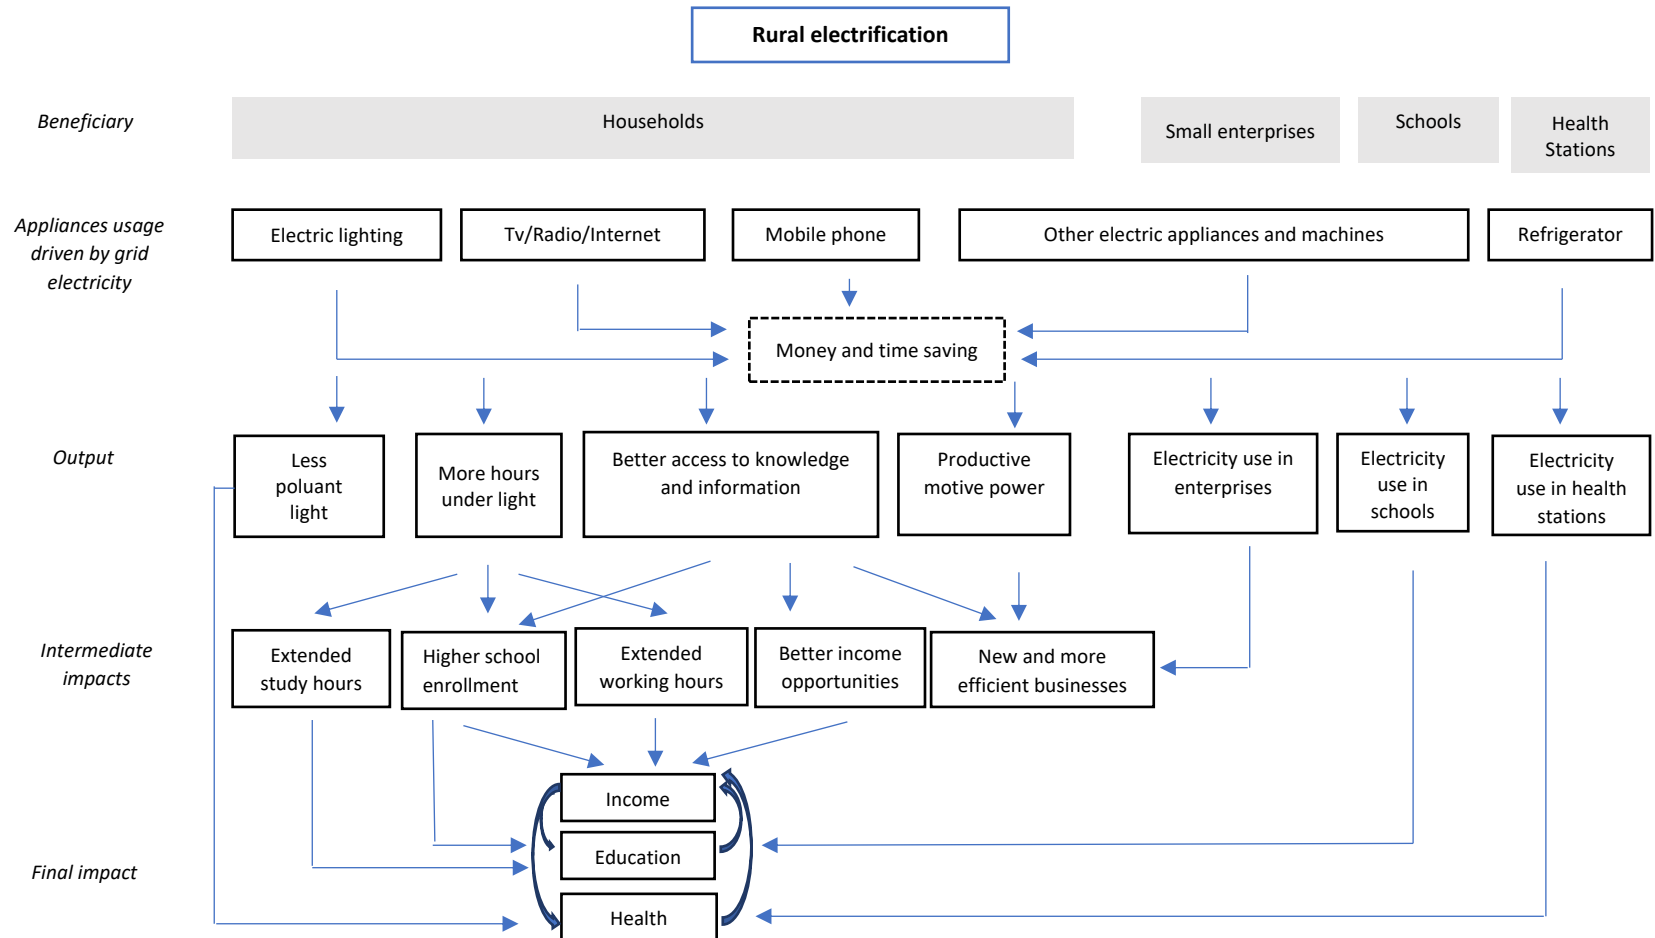 Rural electrification
Beneficiary
Households
Small enterprises
Schools
Health
Stations
Appliances usage
driven by grid
electricity
Electric lighting
Tv/Radio/Internet
Mobile phone
Other electric appliances and machines
Refrigerator
Money and time saving
Output
Less
poluant
light
More hours
under light
Better access to knowledge
and information
Productive
motive power
Electricity use in
enterprises
Electricity
use in
schools
Electricity
use in health
stations
Intermediate
impacts
Extended
study hours
Higher school
enrollment
Extended
working hours
Better income
opportunities
New and more
efficient businesses
Final impact
Income
Education
Health